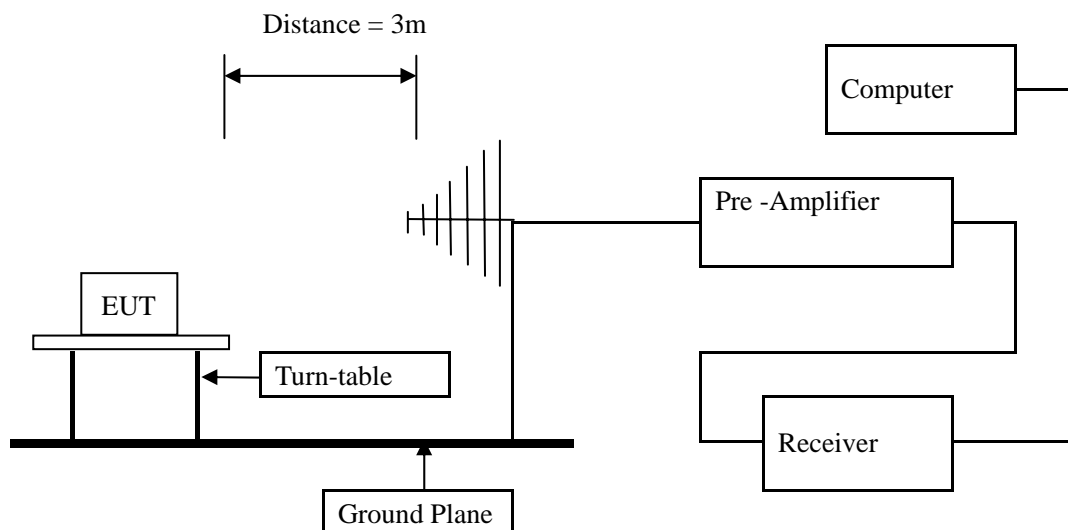 Distance = 3m
Computer
Pre -Amplifier
EUT
Turn-table
Receiver
Ground Plane